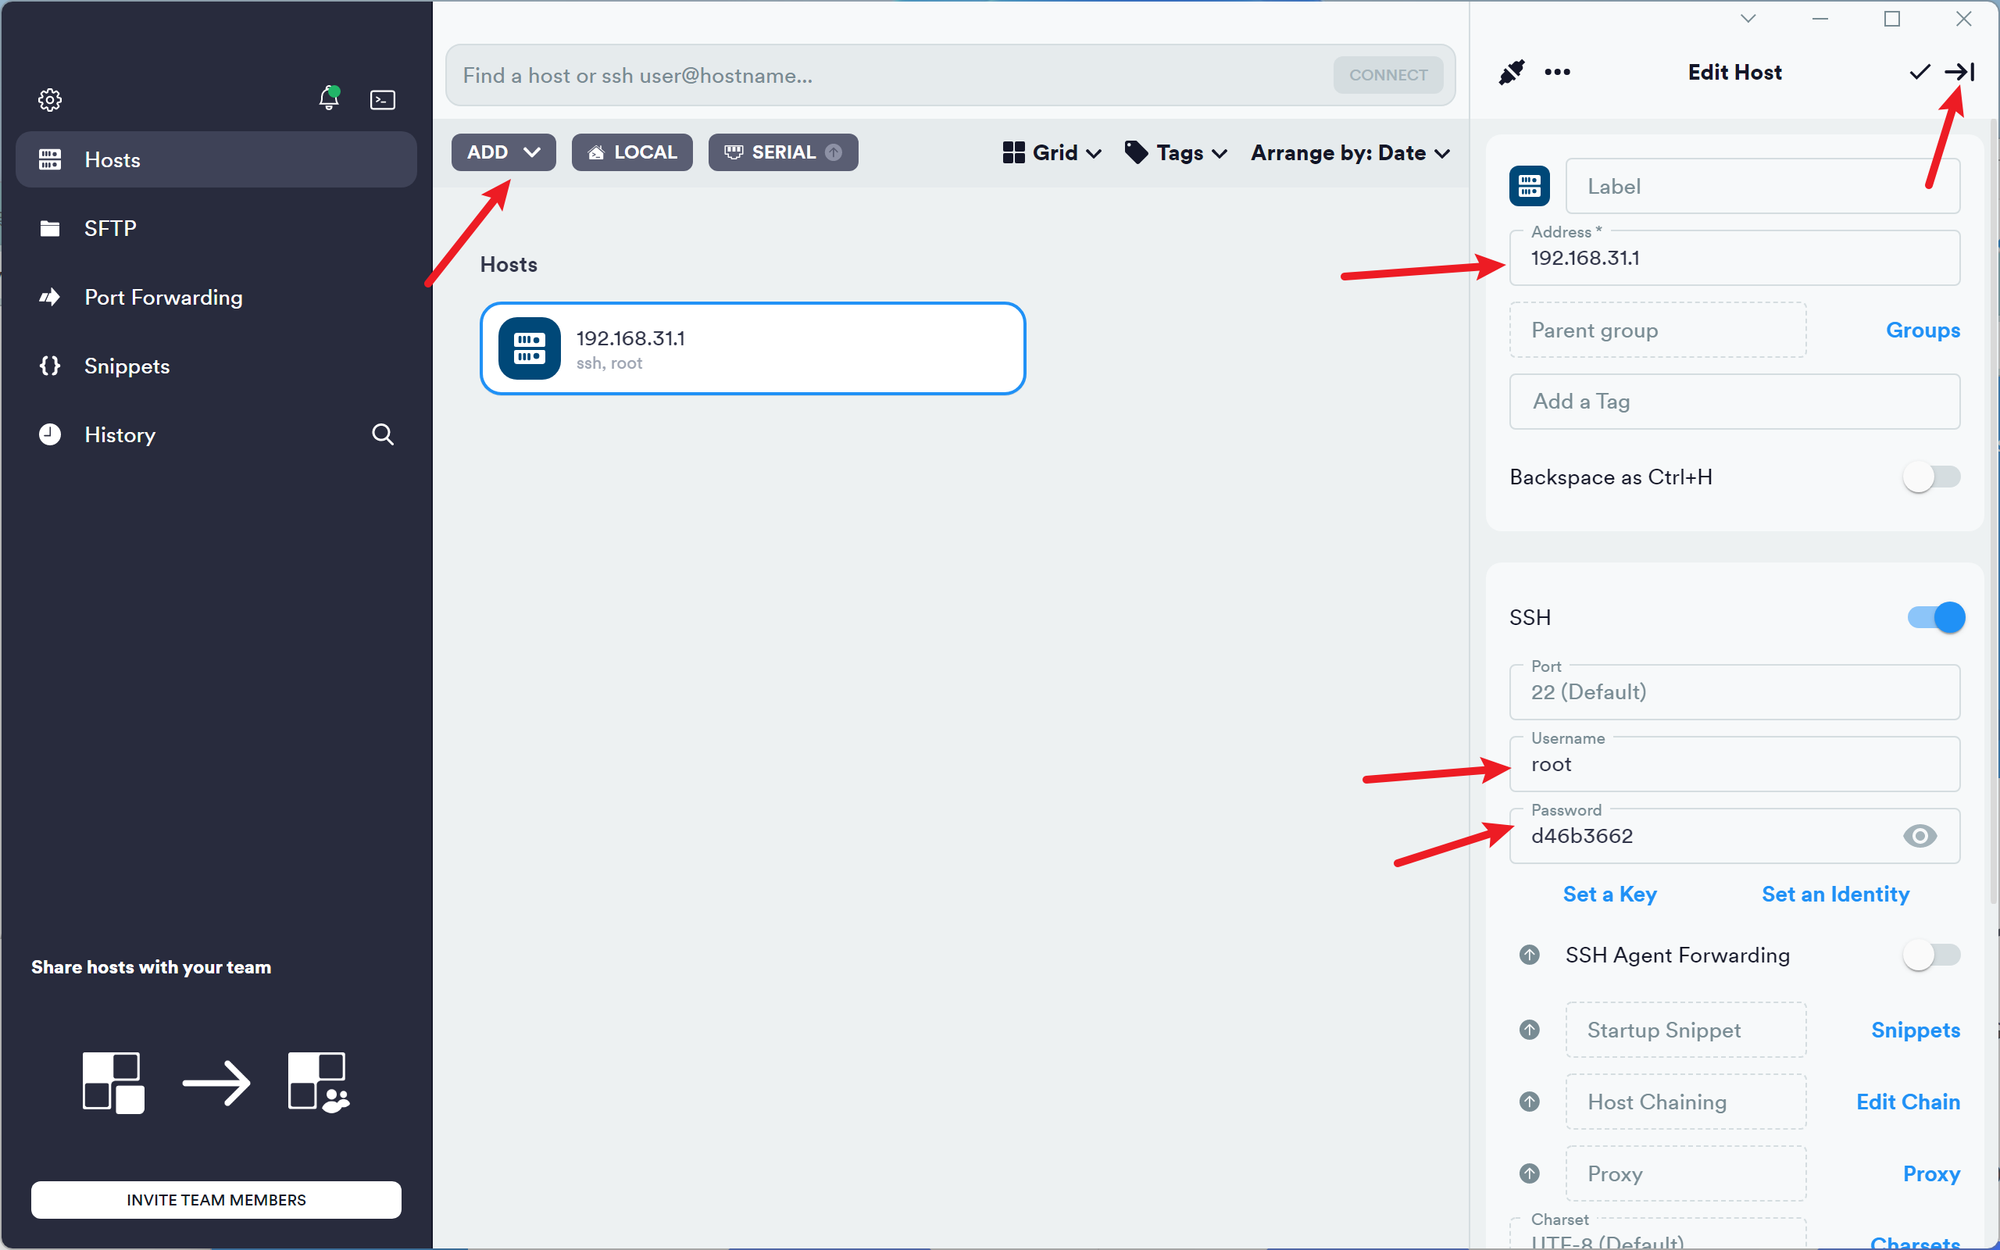 Hosts
SFTP
Port Forwarding
Snippets
History
Share hosts with your team
INVITE TEAM MEMBERS
Find a host or ssh user@hostname...
CONNECT
ADD
LOCAL
SERIAL
Grid
Tags
Arrange by: Date
Hosts
192.168.31.1
ssh, root
Edit Host
Label
Address *
192.168.31.1
Parent group
Groups
Add a Tag
Backspace as Ctrl+H
SSH
Port
22 (Default)
Username
root
Password
d46b3662
Set a Key
Set an Identity
SSH Agent Forwarding
Startup Snippet
Snippets
Host Chaining
Edit Chain
Proxy
Proxy
Charset
UTF-8 (Default)
Charsets